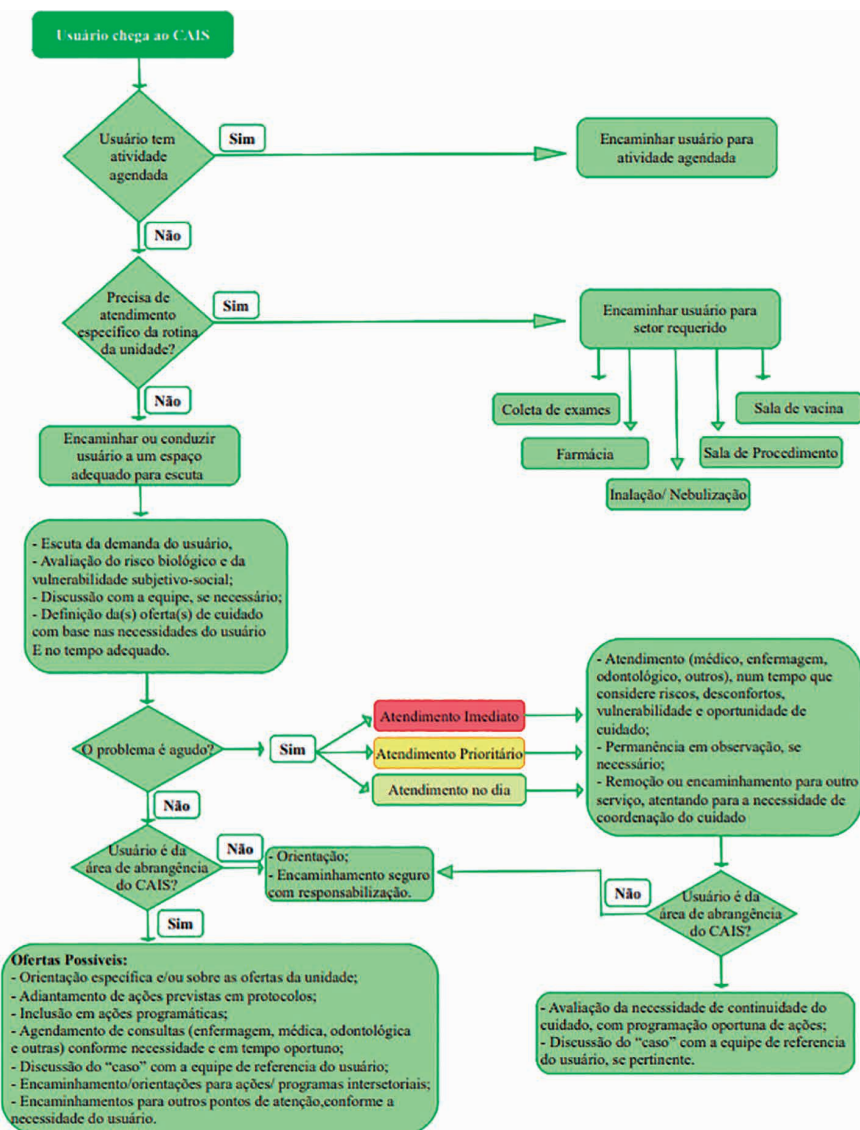 Usuário chega ao CAIS
Usuário tem
atividade
agendada
Sim
Encaminhar usuário para
atividade agendada
Não
Precisa de
atendimento
específico da rotina
da unidade?
Sim
Encaminhar usuário para
setor requerido
Coleta de exames
Farmácia
Inalação/ Nebulização
Sala de Procedimento
Sala de vacina
Não
Encaminhar ou conduzir
usuário a um espaço
adequado para escuta
- Escuta da demanda do usuário,
- Avaliação do risco biológico e da
vulnerabilidade subjetivo-social;
- Discussão com a equipe, se necessário;
- Definição da(s) oferta(s) de cuidado
com base nas necessidades do usuário
E no tempo adequado.
O problema é agudo?
Sim
Atendimento Imediato
Atendimento Prioritário
Atendimento no dia
- Atendimento (médico, enfermagem,
odontológico, outros), num tempo que
considere riscos, desconfortos,
vulnerabilidade e oportunidade de
cuidado;
- Permanência em observação, se
necessário;
- Remoção ou encaminhamento para outro
serviço, atentando para a necessidade de
coordenação do cuidado
Não
Usuário é da
área de abrangência
do CAIS?
Não
- Orientação;
- Encaminhamento seguro
com responsabilização.
Não
Usuário é da
área de abrangência
do CAIS?
Sim
Ofertas Possíveis:
- Orientação específica e/ou sobre as ofertas da unidade;
- Adiantamento de ações previstas em protocolos;
- Inclusão em ações programáticas;
- Agendamento de consultas (enfermagem, médica, odontológica
e outras) conforme necessidade e em tempo oportuno;
- Discussão do “caso” com a equipe de referencia do usuário;
- Encaminhamento/orientações para ações/ programas intersetoriais;
- Encaminhamentos para outros pontos de atenção,conforme a
necessidade do usuário.
- Avaliação da necessidade de continuidade do
cuidado, com programação oportuna de ações;
- Discussão do “caso” com a equipe de referencia
do usuário, se pertinente.